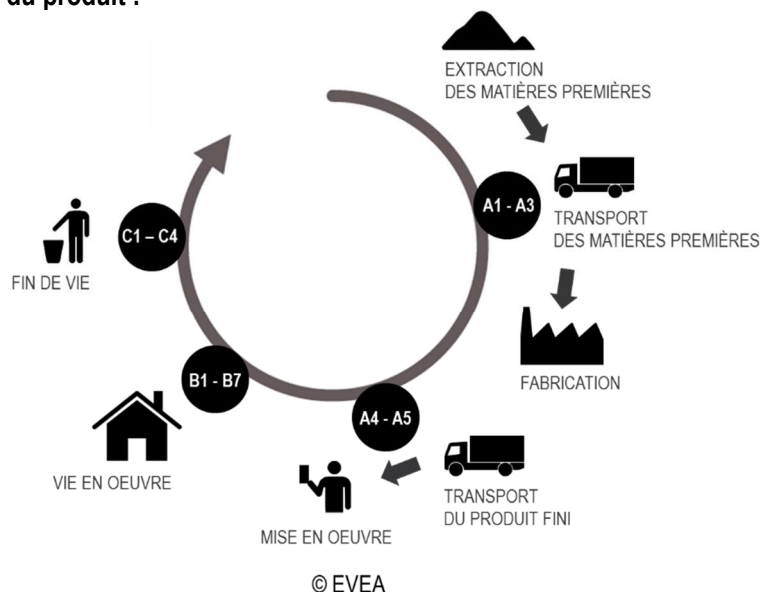 du produit :
EXTRACTION
DES MATIÈRES PREMIÈRES
A1 - A3
TRANSPORT
DES MATIÈRES PREMIÈRES
FABRICATION
C1 – C4
FIN DE VIE
B1 - B7
VIE EN OEUVRE
A4 - A5
TRANSPORT
DU PRODUIT FINI
MISE EN OEUVRE
© EVEA